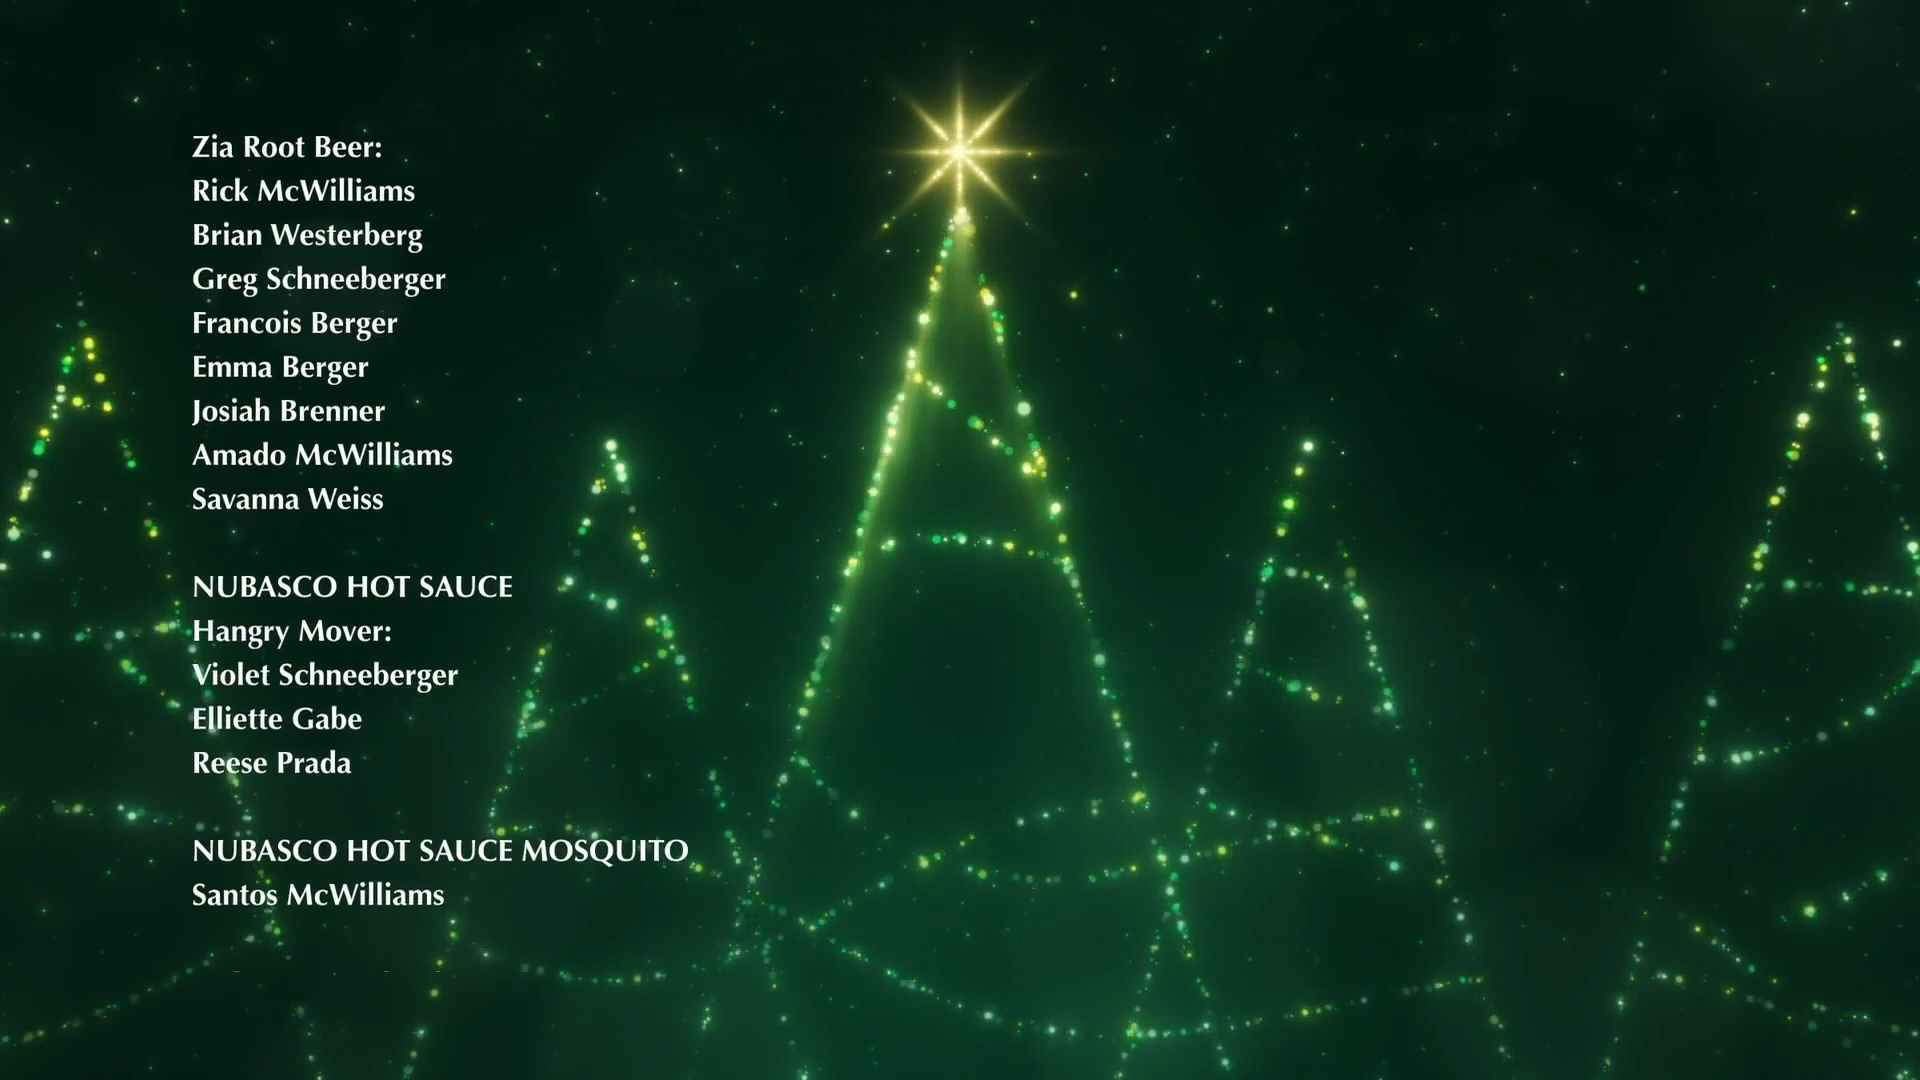 Zia Root Beer:
Rick McWilliams
Brian Westerberg
Greg Schneeberger
Francois Berger
Emma Berger
Josiah Brenner
Amado McWilliams
Savanna Weiss
NUBASCO HOT SAUCE
Hangry Mover:
Violet Schneeberger
Elliette Gabe
Reese Prada
NUBASCO HOT SAUCE MOSQUITO
Santos McWilliams